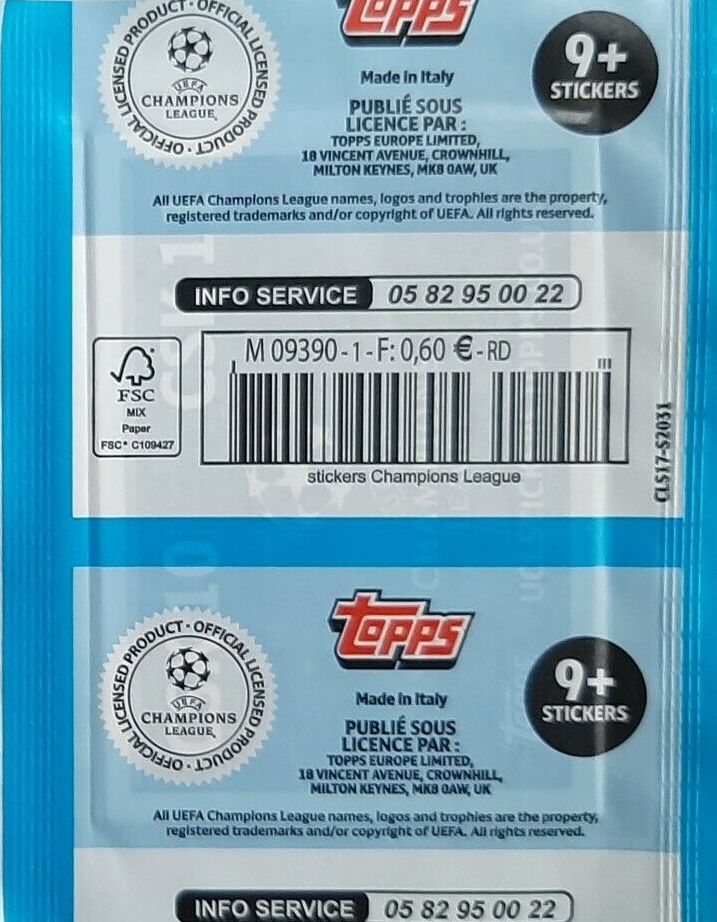 Topps
OFFICIAL LICENSED PRODUCT · OFFICIAL LICENSED PRODUCT ·
UEFA
CHAMPIONS
LEAGUE
9+
STICKERS
Made in Italy
PUBLIÉ SOUS
LICENCE PAR :
TOPPS EUROPE LIMITED,
18 VINCENT AVENUE, CROWNHILL,
MILTON KEYNES, MK8 0AW, UK
All UEFA Champions League names, logos and trophies are the property,
registered trademarks and/or copyright of UEFA. All rights reserved.
INFO SERVICE 05 82 95 00 22
FSC
MIX
Paper
FSC® C109427
M 09390 - 1 - F: 0,60 € - RD
stickers Champions League
CLS17-S2031
Topps
OFFICIAL LICENSED PRODUCT · OFFICIAL LICENSED PRODUCT ·
UEFA
CHAMPIONS
LEAGUE
9+
STICKERS
Made in Italy
PUBLIÉ SOUS
LICENCE PAR :
TOPPS EUROPE LIMITED,
18 VINCENT AVENUE, CROWNHILL,
MILTON KEYNES, MK8 0AW, UK
All UEFA Champions League names, logos and trophies are the property,
registered trademarks and/or copyright of UEFA. All rights reserved.
INFO SERVICE 05 82 95 00 22